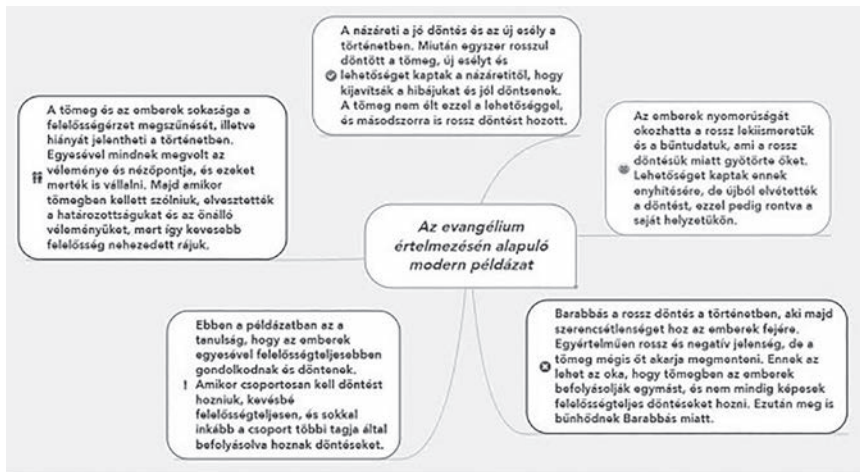 A názáreti a jó döntés és az új esély a
történetben. Miután egyszer rosszul
döntött a tömeg, új esélyt és
lehetőséget kaptak a názáretitől, hogy
kijavítsák a hibájukat és jól döntsenek.
A tömeg nem élt ezzel a lehetőséggel,
és másodszorra is rossz döntést hozott.
A tömeg és az emberek sokasága a
felelősségérzet megszűnését, illetve
hiányát jelentheti a történetben.
Egyesével mindnek megvolt az
véleménye és nézőpontja, és ezeket
merték is vállalni. Majd amikor
tömegben kellett szólniuk, elvesztették
a határozottságukat és az önálló
véleményüket, mert így kevesebb
felelősség nehezedett rájuk.
Az emberek nyomorúságát
okozhatta a rossz lekiismeretük
és a bűntudatuk, ami a rossz
döntésük miatt gyötörte őket.
Lehetőséget kaptak ennek
enyhítésére, de újból elvétették
a döntést, ezzel pedig rontva a
saját helyzetükön.
Az evangélium
értelmezésén alapuló
modern példázat
Ebben a példázatban az a
tanulság, hogy az emberek
egyesével felelősségteljesebben
gondolkodnak és döntenek.
! Amikor csoportosan kell döntést
hozniuk, kevésbé
felelősségteljesen, és sokkal
inkább a csoport többi tagja által
befolyásolva hoznak döntéseket.
Barabbás a rossz döntés a történetben, aki majd
szerencsétlenséget hoz az emberek fejére.
Egyértelműen rossz és negatív jelenség, de a
tömeg mégis őt akarja megmenteni. Ennek az
lehet az oka, hogy tömegben az emberek
befolyásolják egymást, és nem mindig képesek
felelősségteljes döntéseket hozni. Ezután meg is
bűnhődnek Barabbás miatt.